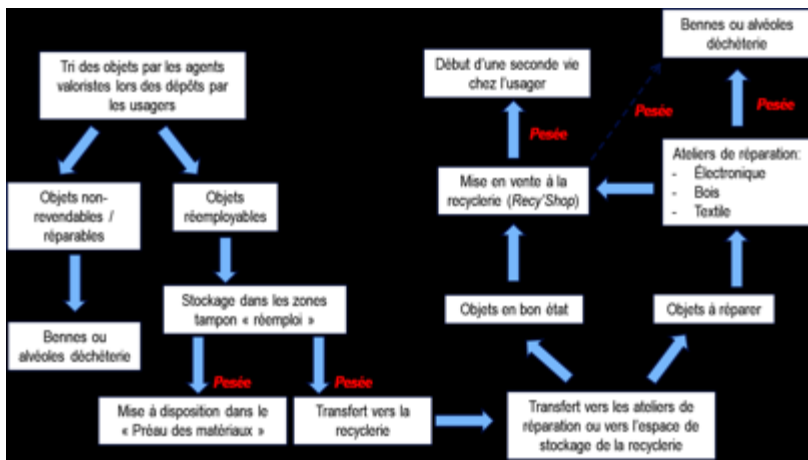 Tri des objets par les agents
valoristes lors des dépôts par
les usagers
Objets non-
revendables /
réparables
Objets
réemployables
Bennes ou
alvéoles déchéterie
Stockage dans les zones
tampon « réemploi »
Pesée
Pesée
Mise à disposition dans le
« Préau des matériaux »
Transfert vers la
recyclerie
Transfert vers les ateliers de
réparation ou vers l'espace de
stockage de la recyclerie
Objets en bon état
Objets à réparer
Mise en vente à la
recyclerie (Recy'Shop)
Ateliers de réparation:
- Électronique
- Bois
- Textile
Pesée
Pesée
Pesée
Début d'une seconde vie
chez l'usager
Bennes ou alvéoles
déchéterie